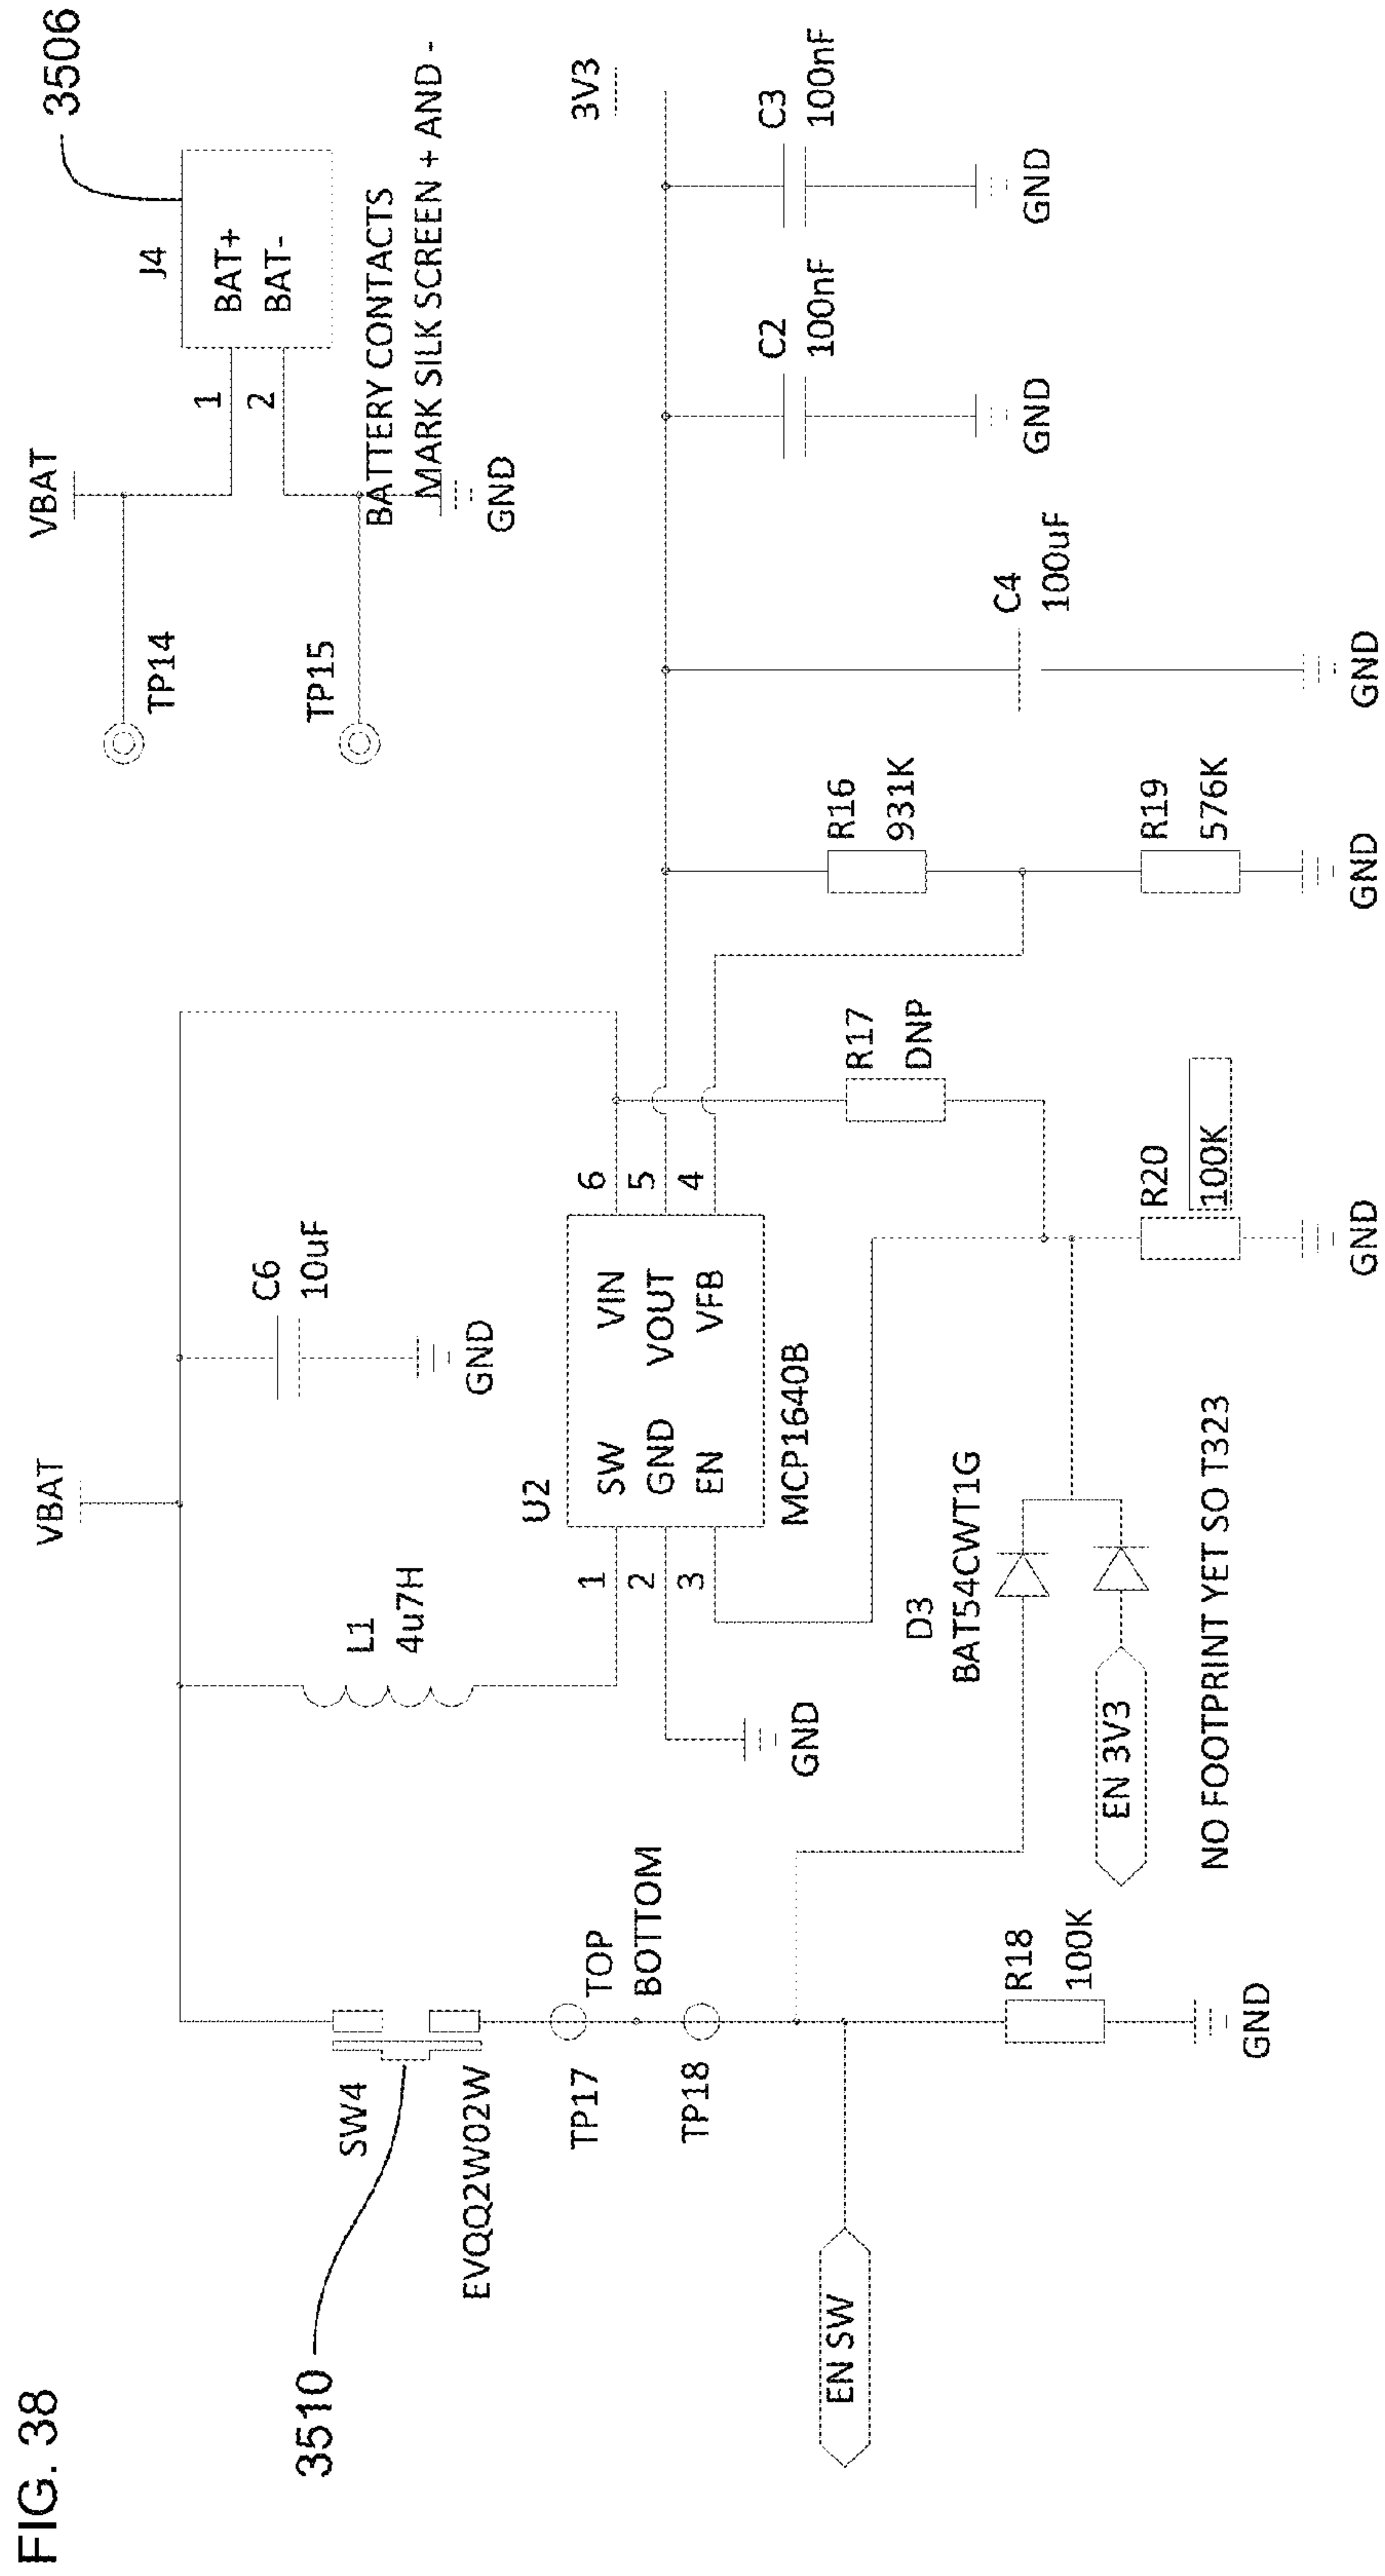 FIG. 38
3510
SW4
EVQQ2W02W
TP17
TOP
BOTTOM
TP18
EN SW
R18
100K
GND
VBAT
L1
4u7H
C6
10uF
GND
U2
1
2
3
SW
GND
EN
VIN
VOUT
VFB
6
5
4
MCP1640B
GND
D3
BAT54CWT1G
EN 3V3
NO FOOTPRINT YET SO T323
R17
DNP
R20
100K
GND
R16
931K
R19
576K
GND
C4
100uF
GND
C2
100nF
GND
C3
100nF
GND
3V3
VBAT
TP14
TP15
1
2
J4
BAT+
BAT-
3506
BATTERY CONTACTS
MARK SILK SCREEN + AND -
GND